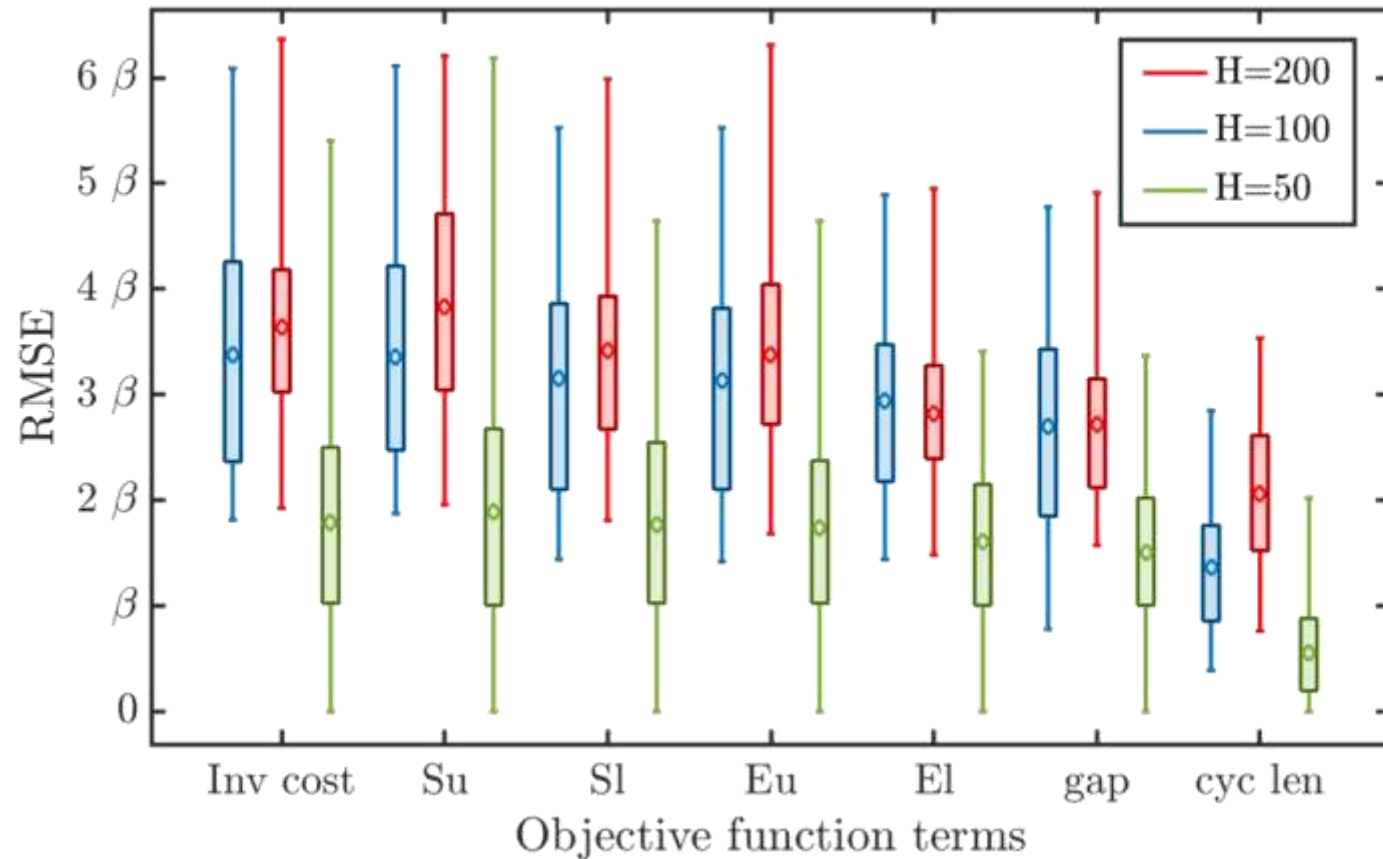 6 β
5 β
4 β
3 β
2 β
β
0
RMSE
H=200
H=100
H=50
Inv cost Su Sl Eu El gap cyc len
Objective function terms